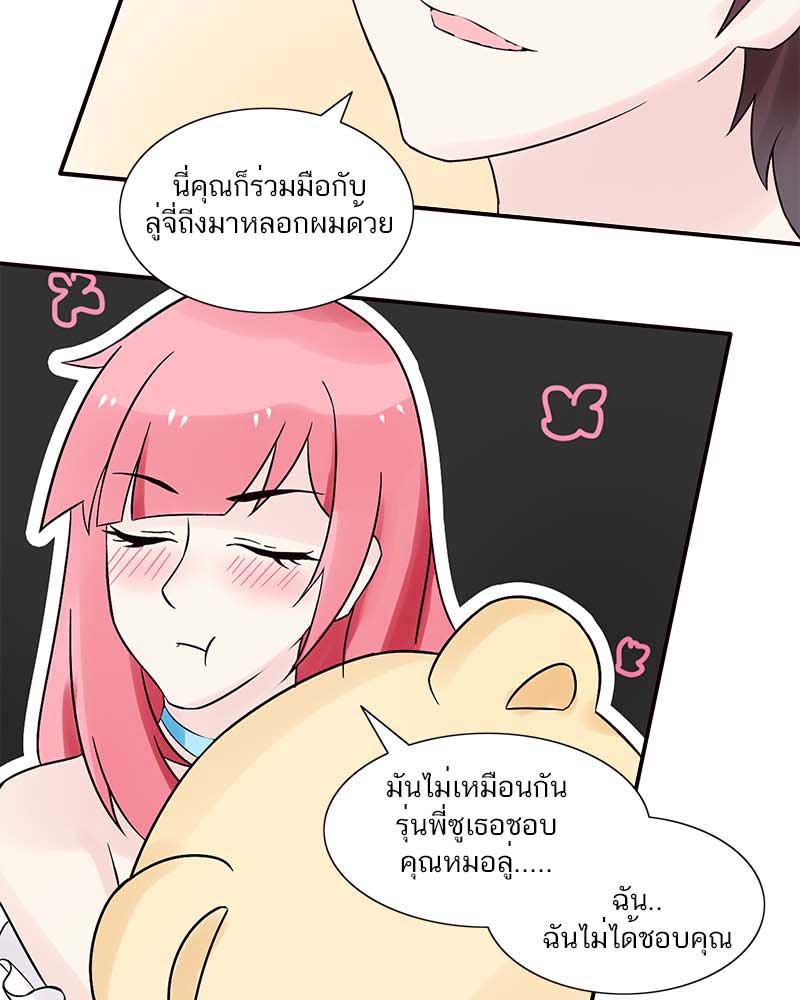 นี่คุณก็ร่วมมือกับ
ลู่จี่ถิงมาหลอกผมด้วย
มันไม่เหมือนกัน
รุ่นพี่ซูเธอชอบ
คุณหมอลู่.....
ฉัน..
ฉันไม่ได้ชอบคุณ